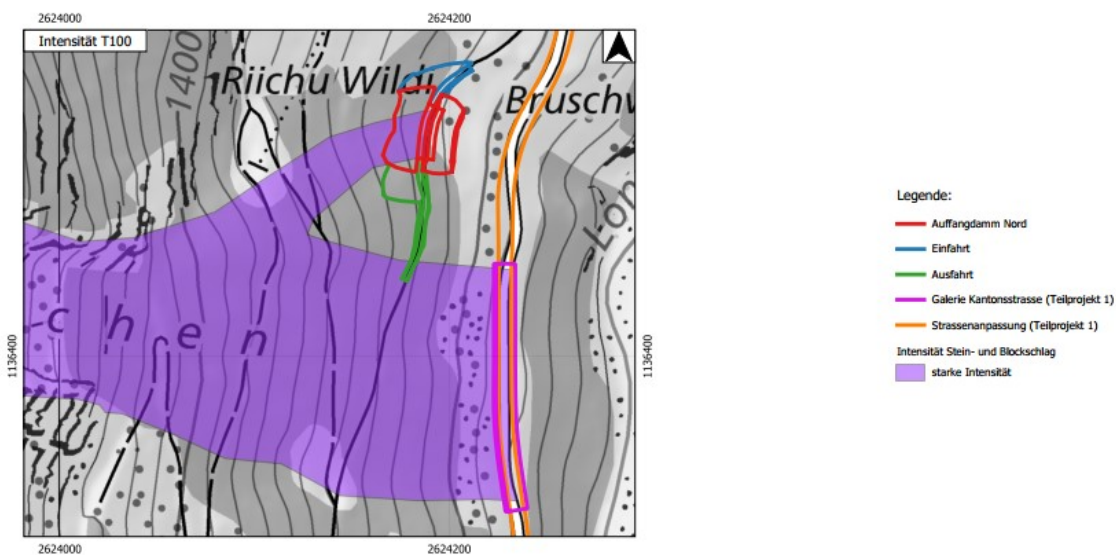 2624000
2624200
Intensität T100
1400
Riichu Wildi
Bruschw
Lon
chen
1136400
1136400
2624000
2624200
Legende:
Auffangdamm Nord
Einfahrt
Ausfahrt
Galerie Kantonsstrasse (Teilprojekt 1)
Strassenanpassung (Teilprojekt 1)
Intensität Stein- und Blockschlag
starke Intensität